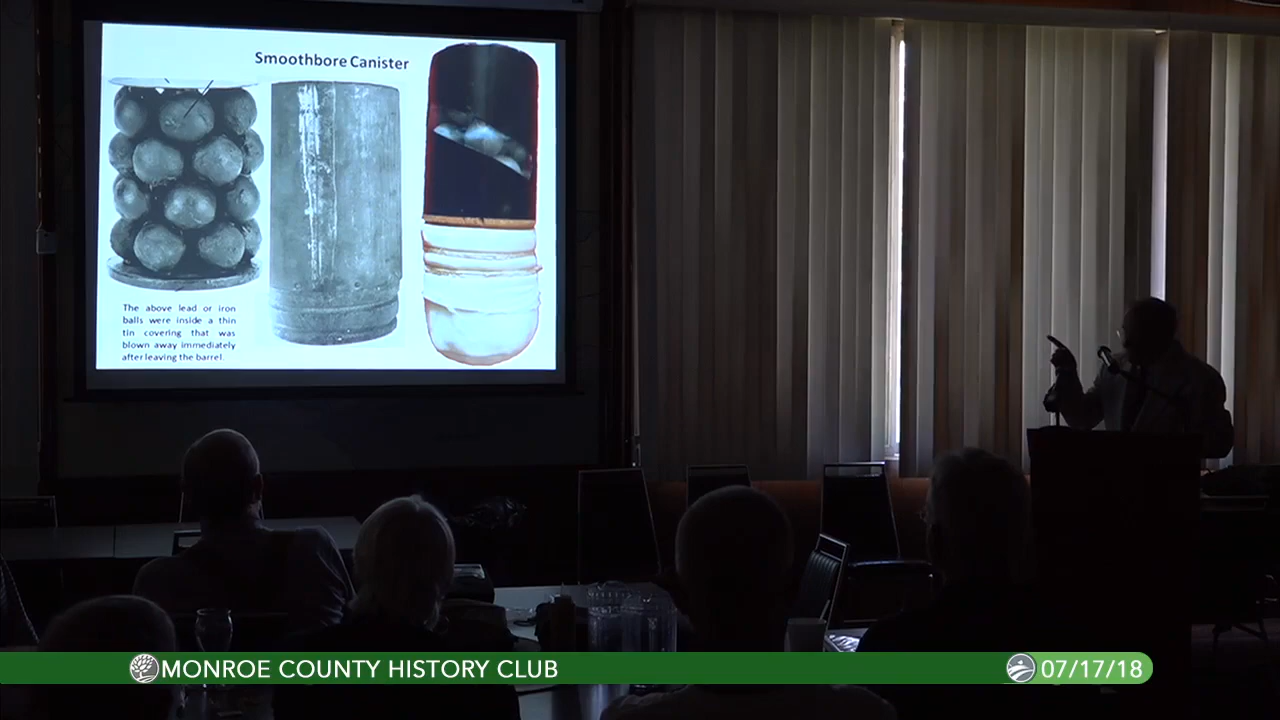 Smoothbore Canister
The above lead or iron
balls were inside a thin
tin covering that was
blown away immediately
after leaving the barrel.
MONROE COUNTY HISTORY CLUB
07/17/18